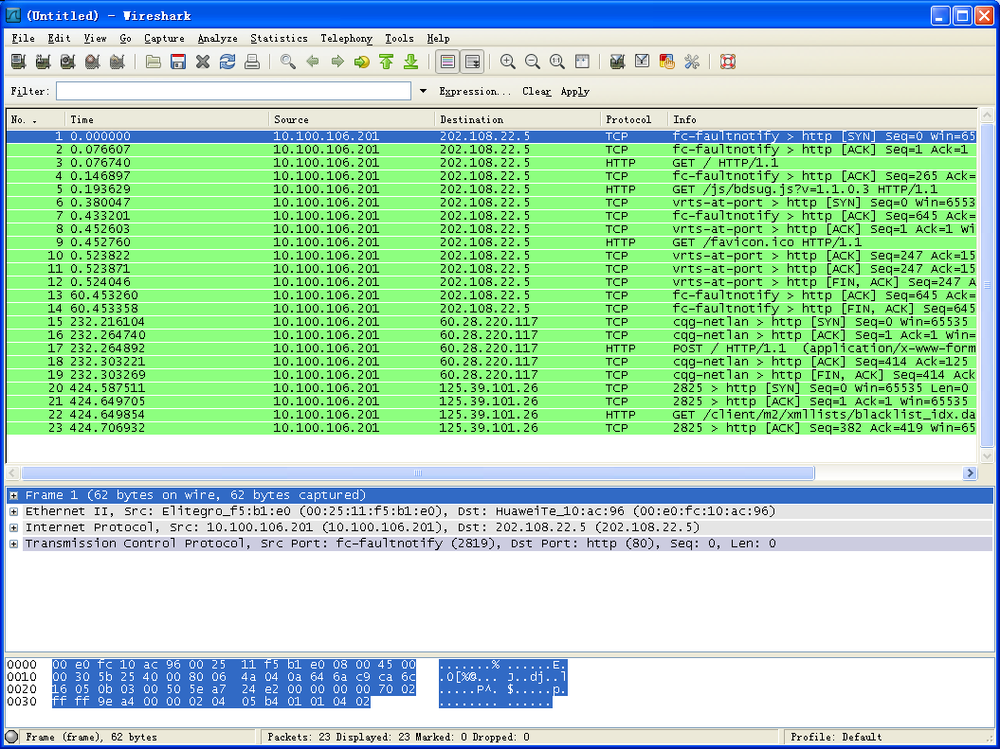 (Untitled) - Wireshark
File Edit View Go Capture Analyze Statistics Telephony Tools Help
Filter: Expression... Clear Apply
No. . Time Source Destination Protocol Info
1 0.000000 10.100.106.201 202.108.22.5 TCP fc-faultnotify > http [SYN] Seq=0 Win=65
2 0.076607 10.100.106.201 202.108.22.5 TCP fc-faultnotify > http [ACK] Seq=1 Ack=1
3 0.076740 10.100.106.201 202.108.22.5 HTTP GET / HTTP/1.1
4 0.146897 10.100.106.201 202.108.22.5 TCP fc-faultnotify > http [ACK] Seq=265 Ack=
5 0.193629 10.100.106.201 202.108.22.5 HTTP GET /js/bdsug.js?v=1.1.0.3 HTTP/1.1
6 0.380047 10.100.106.201 202.108.22.5 TCP vrts-at-port > http [SYN] Seq=0 Win=6553
7 0.433201 10.100.106.201 202.108.22.5 TCP fc-faultnotify > http [ACK] Seq=645 Ack=
8 0.452603 10.100.106.201 202.108.22.5 TCP vrts-at-port > http [ACK] Seq=1 Ack=1 Wi
9 0.452760 10.100.106.201 202.108.22.5 HTTP GET /favicon.ico HTTP/1.1
10 0.523822 10.100.106.201 202.108.22.5 TCP vrts-at-port > http [ACK] Seq=247 Ack=15
11 0.523871 10.100.106.201 202.108.22.5 TCP vrts-at-port > http [ACK] Seq=247 Ack=15
12 0.524046 10.100.106.201 202.108.22.5 TCP vrts-at-port > http [FIN, ACK] Seq=247 A
13 60.453260 10.100.106.201 202.108.22.5 TCP fc-faultnotify > http [ACK] Seq=645 Ack=
14 60.453358 10.100.106.201 202.108.22.5 TCP fc-faultnotify > http [FIN, ACK] Seq=645
15 232.216104 10.100.106.201 60.28.220.117 TCP cqg-netlan > http [SYN] Seq=0 Win=65535
16 232.264740 10.100.106.201 60.28.220.117 TCP cqg-netlan > http [ACK] Seq=1 Ack=1 Win=
17 232.264892 10.100.106.201 60.28.220.117 HTTP POST / HTTP/1.1 (application/x-www-form
18 232.303221 10.100.106.201 60.28.220.117 TCP cqg-netlan > http [ACK] Seq=414 Ack=125
19 232.303269 10.100.106.201 60.28.220.117 TCP cqg-netlan > http [FIN, ACK] Seq=414 Ack
20 424.587511 10.100.106.201 125.39.101.26 TCP 2825 > http [SYN] Seq=0 Win=65535 Len=0
21 424.649705 10.100.106.201 125.39.101.26 TCP 2825 > http [ACK] Seq=1 Ack=1 Win=65535
22 424.649854 10.100.106.201 125.39.101.26 HTTP GET /client/m2/xmllists/blacklist_idx.da
23 424.706932 10.100.106.201 125.39.101.26 TCP 2825 > http [ACK] Seq=382 Ack=419 Win=65
Frame 1 (62 bytes on wire, 62 bytes captured)
Ethernet II, Src: Elitegro_f5:b1:e0 (00:25:11:f5:b1:e0), Dst: HuaweiTe_10:ac:96 (00:e0:fc:10:ac:96)
Internet Protocol, Src: 10.100.106.201 (10.100.106.201), Dst: 202.108.22.5 (202.108.22.5)
Transmission Control Protocol, Src Port: fc-faultnotify (2819), Dst Port: http (80), Seq: 0, Len: 0
0000 00 e0 fc 10 ac 96 00 25 11 f5 b1 e0 08 00 45 00 .......% ......E.
0010 00 30 5b 25 40 00 80 06 4a 04 0a 64 6a c9 ca 6c .0[%@... J..dj..l
0020 16 05 0b 03 00 50 5e a7 24 e2 00 00 00 00 70 02 .....P^. $.....p.
0030 ff ff 9e a4 00 00 02 04 05 b4 01 01 04 02 ........ ......
Frame (frame), 62 bytes Packets: 23 Displayed: 23 Marked: 0 Dropped: 0 Profile: Default